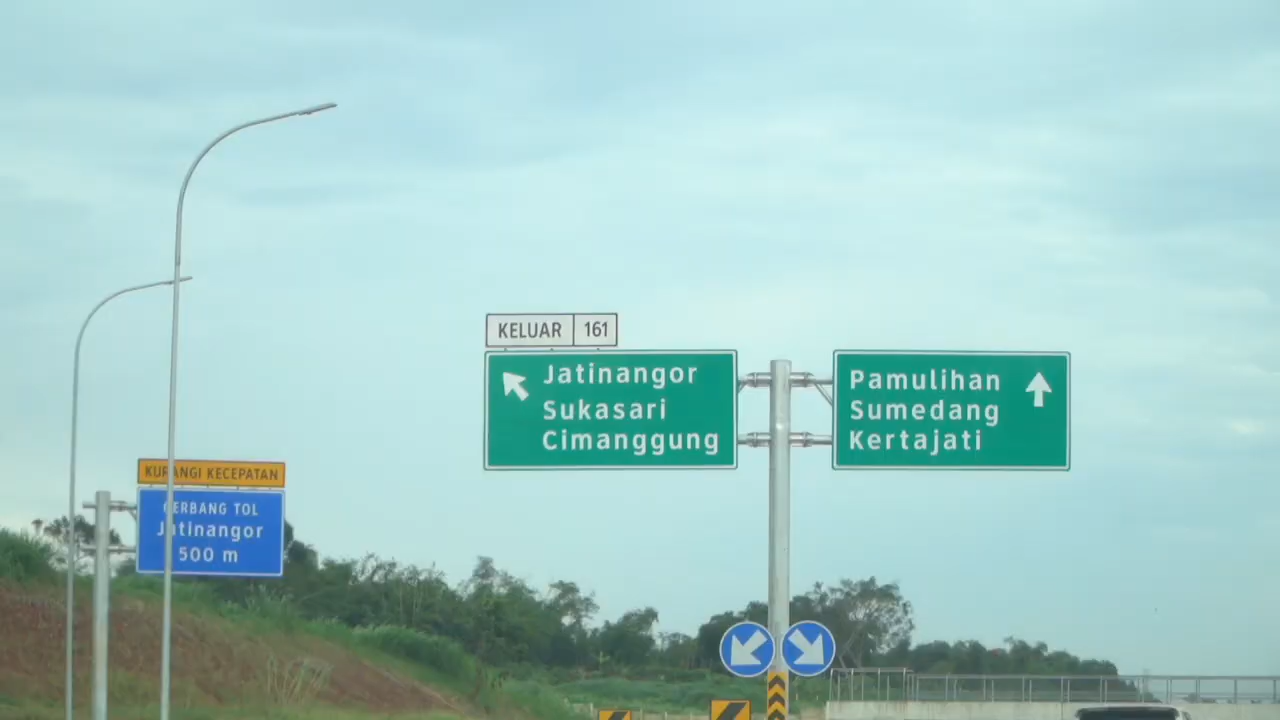 KELUAR 161
Jatinangor
Sukasari
Cimanggung
Pamulihan
Sumedang
Kertajati
KURANGI KECEPATAN
GERBANG TOL
Jatinangor
500 m